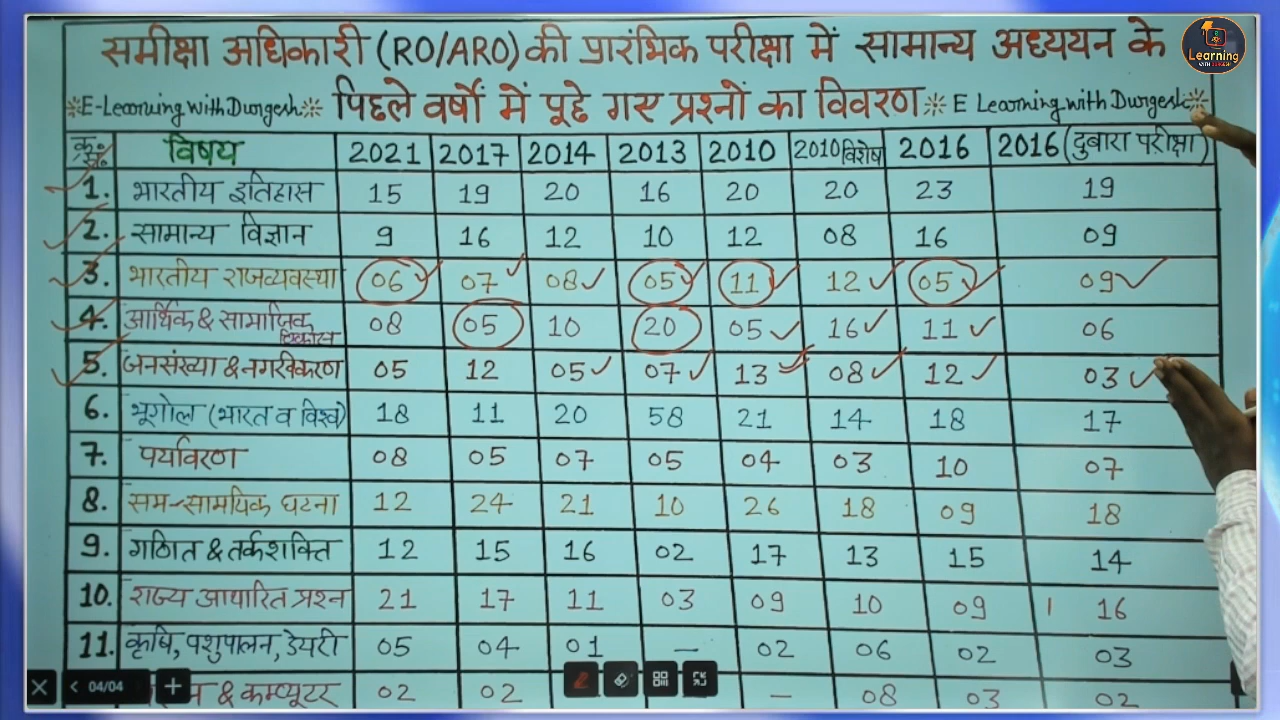 समीक्षा अधिकारी (RO/ARO) की प्रारंभिक परीक्षा में सामान्य अध्ययन के
Learning
WITH DURGESH
☀E-Learning with Durgesh☀ पिछले वर्षों में पूछे गए प्रश्नों का विवरण ☀ E Learning with Durgesh☀
क्र. सं. विषय 2021 2017 2014 2013 2010 2010 विशेष 2016 2016 (दुबारा परीक्षा)
1. भारतीय इतिहास 15 19 20 16 20 20 23 19
2. सामान्य विज्ञान 9 16 12 10 12 08 16 09
3. भारतीय राजव्यवस्था 06 07 08 05 11 12 05 09
4. आर्थिक & सामाजिक विकास 08 05 10 20 05 16 11 06
5. जनसंख्या & नगरीकरण 05 12 05 07 13 08 12 03
6. भूगोल (भारत व विश्व) 18 11 20 58 21 14 18 17
7. पर्यावरण 08 05 07 05 04 03 10 07
8. सम-सामयिक घटना 12 24 21 10 26 18 09 18
9. गणित & तर्कशक्ति 12 15 16 02 17 13 15 14
10. राज्य आधारित प्रश्न 21 17 11 03 09 10 09 16
11. कृषि, पशुपालन, डेयरी 05 04 01 — 02 06 02 03
& कम्प्यूटर 02 02 — 08 03 02
04/04